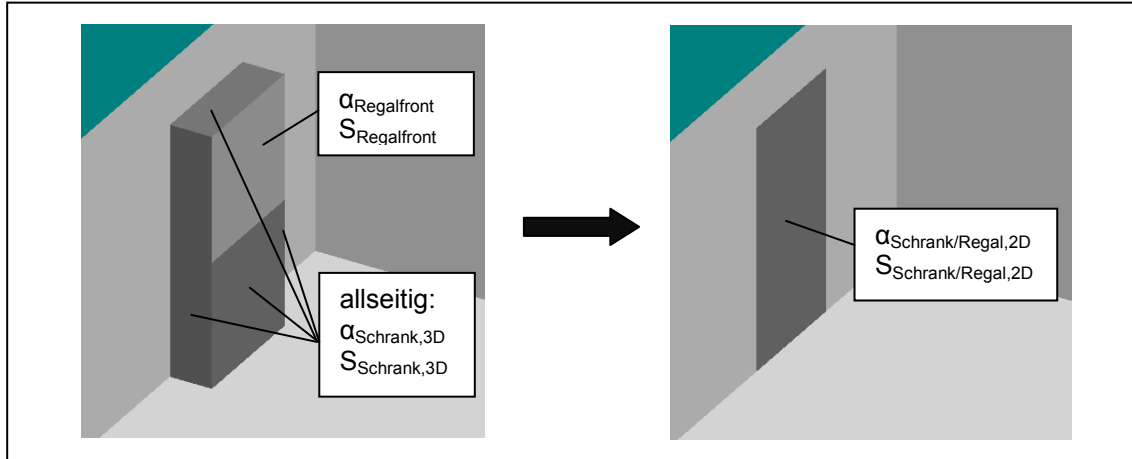 αRegalfront
SRegalfront
allseitig:
αSchrank,3D
SSchrank,3D
αSchrank/Regal,2D
SSchrank/Regal,2D